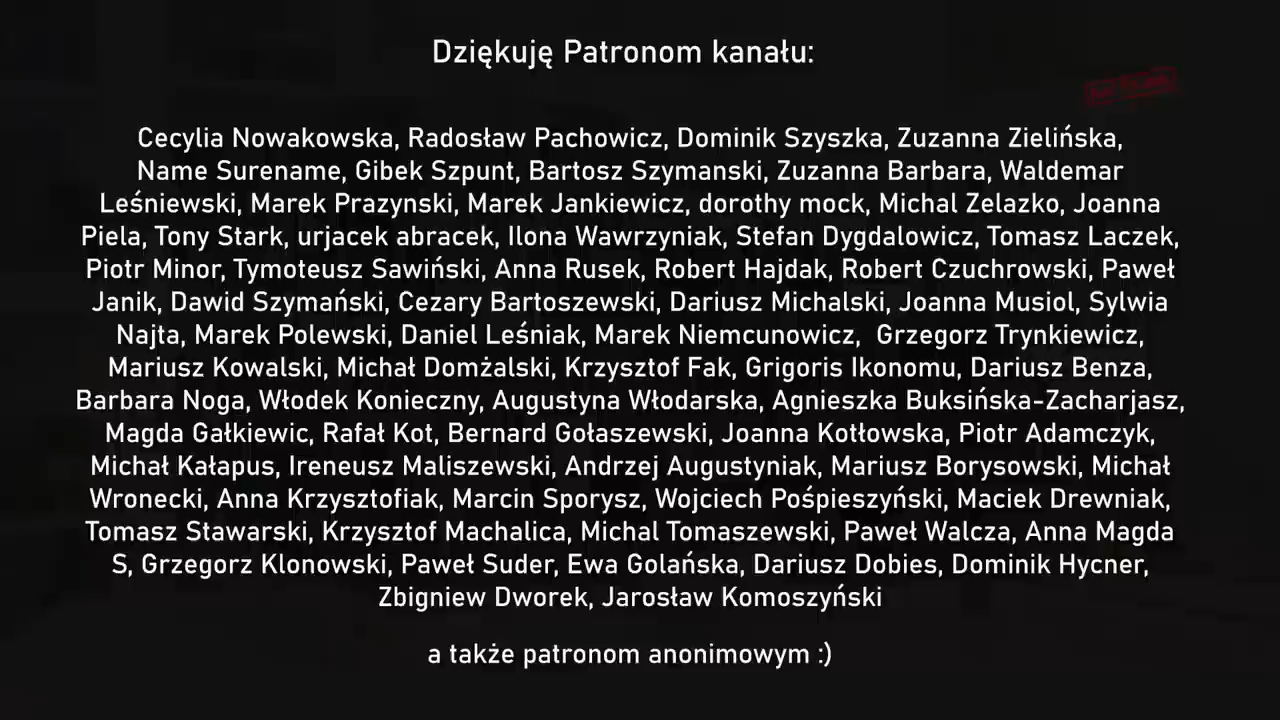 Dziękuję Patronom kanału:
Cecylia Nowakowska, Radosław Pachowicz, Dominik Szyszka, Zuzanna Zielińska,
Name Surename, Gibek Szpunt, Bartosz Szymanski, Zuzanna Barbara, Waldemar
Leśniewski, Marek Prazynski, Marek Jankiewicz, dorothy mock, Michal Zelazko, Joanna
Piela, Tony Stark, urjacek abracek, Ilona Wawrzyniak, Stefan Dygdalowicz, Tomasz Laczek,
Piotr Minor, Tymoteusz Sawiński, Anna Rusek, Robert Hajdak, Robert Czuchrowski, Paweł
Janik, Dawid Szymański, Cezary Bartoszewski, Dariusz Michalski, Joanna Musiol, Sylwia
Najta, Marek Polewski, Daniel Leśniak, Marek Niemcunowicz,  Grzegorz Trynkiewicz,
Mariusz Kowalski, Michał Domżalski, Krzysztof Fak, Grigoris Ikonomu, Dariusz Benza,
Barbara Noga, Włodek Konieczny, Augustyna Włodarska, Agnieszka Buksińska-Zacharjasz,
Magda Gałkiewic, Rafał Kot, Bernard Gołaszewski, Joanna Kotłowska, Piotr Adamczyk,
Michał Kałapus, Ireneusz Maliszewski, Andrzej Augustyniak, Mariusz Borysowski, Michał
Wronecki, Anna Krzysztofiak, Marcin Sporysz, Wojciech Pośpieszyński, Maciek Drewniak,
Tomasz Stawarski, Krzysztof Machalica, Michal Tomaszewski, Paweł Walcza, Anna Magda
S, Grzegorz Klonowski, Paweł Suder, Ewa Golańska, Dariusz Dobies, Dominik Hycner,
Zbigniew Dworek, Jarosław Komoszyński
a także patronom anonimowym :)